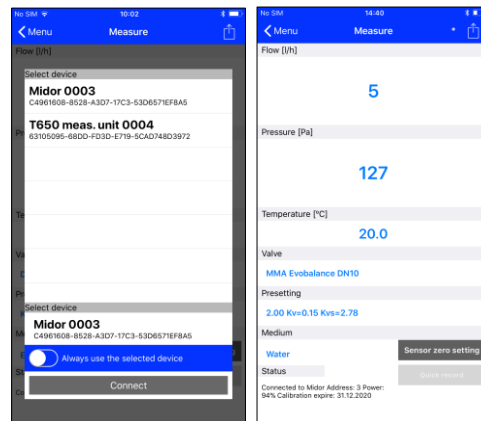 No SIM 10:02
Menu Measure
Flow [l/h]
Select device
Midor 0003
C4961608-8528-A3D7-17C3-53D6571EF8A5
T650 meas. unit 0004
63105095-68DD-FD3D-E719-5CAD748D3972
Pr
Te
Va
Pr
Select device
Midor 0003
C4961608-8528-A3D7-17C3-53D6571EF8A5
Always use the selected device
Connect
No SIM 14:40
Menu Measure
Flow [l/h]
5
Pressure [Pa]
127
Temperature [°C]
20.0
Valve
MMA Evobalance DN10
Presetting
2.00 Kv=0.15 Kvs=2.78
Medium
Water
Sensor zero setting
Status
Quick record
Connected to Midor Address: 3 Power:
94% Calibration expire: 31.12.2020